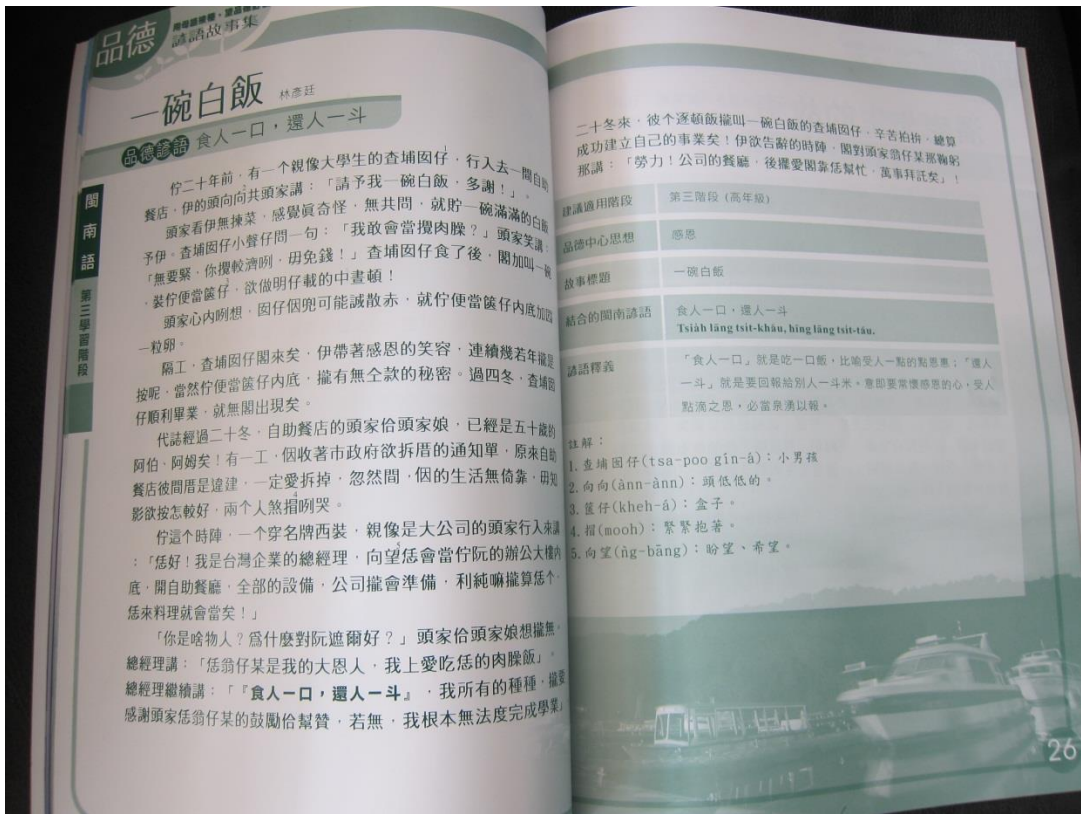 品德
諺語故事集
一碗白飯 林彥廷
品德諺語 食人一口，還人一斗
閩南語
第三學習階段
佇二十年前，有一个親像大學生的查埔囡仔，行入去一間自助
餐店，伊的頭向向共頭家講：「請予我一碗白飯，多謝！」。
頭家看伊無揀菜，感覺真奇怪，無共問，就貯一碗滿滿的白飯
予伊。查埔囡仔小聲仔問一句：「我敢會當攪肉臊？」頭家笑講：
「無要緊，你攪較濟咧，毋免錢！」查埔囡仔食了後，閣加叫一碗
，裝佇便當篋仔，欲做明仔載的中晝頓！
頭家心內咧想，囡仔佪兜可能誠散赤，就佇便當篋仔內底加
一粒卵。
隔工，查埔囡仔閣來矣，伊帶著感恩的笑容，連續幾若年攏是
按呢，當然佇便當篋仔內底，攏有無仝款的秘密。過四冬，查埔囡
仔順利畢業，就無閣出現矣。
代誌經過二十冬，自助餐店的頭家佮頭家娘，已經是五十歲的
阿伯、阿姆矣！有一工，佪收著市政府欲拆厝的通知單，原來自助
餐店彼間厝是違建，一定愛拆掉，忽然間，佪的生活無倚靠，毋知
影欲按怎較好，兩个人煞揖咧哭。
佇這个時陣，一个穿名牌西裝，親像是大公司的頭家行入來講
：「恁好！我是台灣企業的總經理，向望恁會當佇阮的辦公大樓內
底，開自助餐廳，全部的設備，公司攏會準備，利純嘛攏算恁个，
恁來料理就會當矣！」
「你是啥物人？為什麼對阮遮爾好？」頭家佮頭家娘想攏無。
總經理講：「恁翁仔某是我的大恩人，我上愛吃恁的肉臊飯」。
總經理繼續講：「『食人一口，還人一斗』，我所有的種種，攏愛
感謝頭家恁翁仔某的鼓勵佮幫贊，若無，我根本無法度完成學業」
二十冬來，彼个逐頓飯攏叫一碗白飯的查埔囡仔，辛苦拍拚，總算
成功建立自己的事業矣！伊欲告辭的時陣，閣對頭家翁仔某那鞠躬
那講：「勞力！公司的餐廳，後擺愛閣靠恁幫忙，萬事拜託矣」！
建議適用階段 第三階段（高年級）
品德中心思想 感恩
故事標題 一碗白飯
結合的閩南諺語 食人一口，還人一斗
Tsia̍h lâng tsi̍t-kháu, hîng lâng tsi̍t-táu.
諺語釋義 「食人一口」就是吃一口飯，比喻受人一點的點恩惠；「還人
一斗」就是要回報給別人一斗米。意即要常懷感恩的心，受人
點滴之恩，必當泉湧以報。
註解：
1.查埔囡仔(tsa-poo gín-á)：小男孩
2.向向(ànn-ànn)：頭低低的。
3.篋仔(kheh-á)：盒子。
4.揖(mooh)：緊緊抱著。
5.向望(ǹg-bāng)：盼望、希望。
26